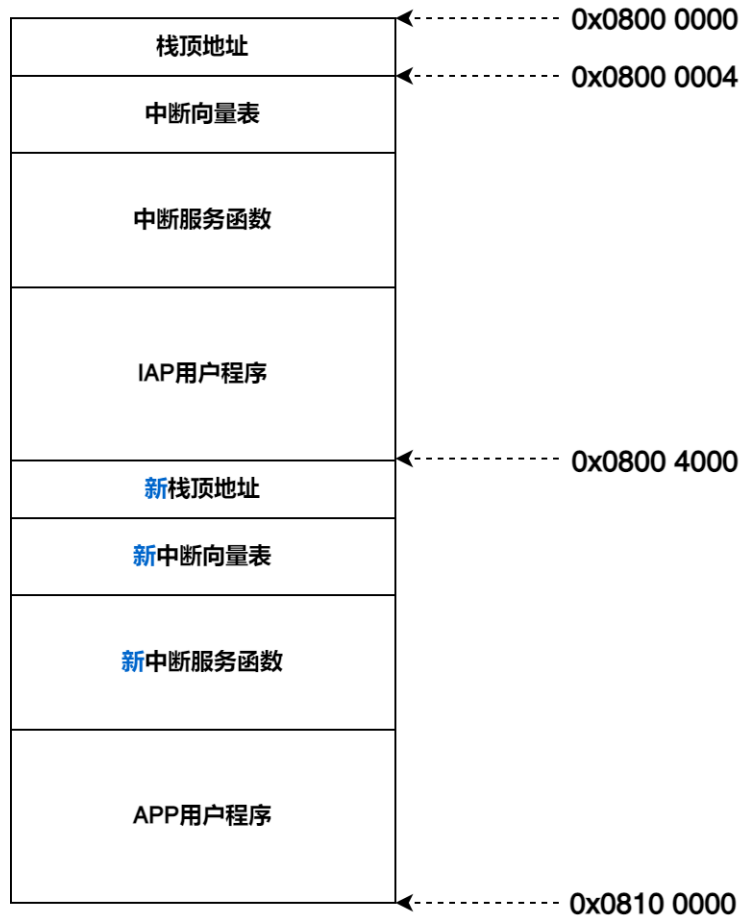 0x0800 0000
栈顶地址
0x0800 0004
中断向量表
中断服务函数
IAP用户程序
0x0800 4000
新栈顶地址
新中断向量表
新中断服务函数
APP用户程序
0x0810 0000